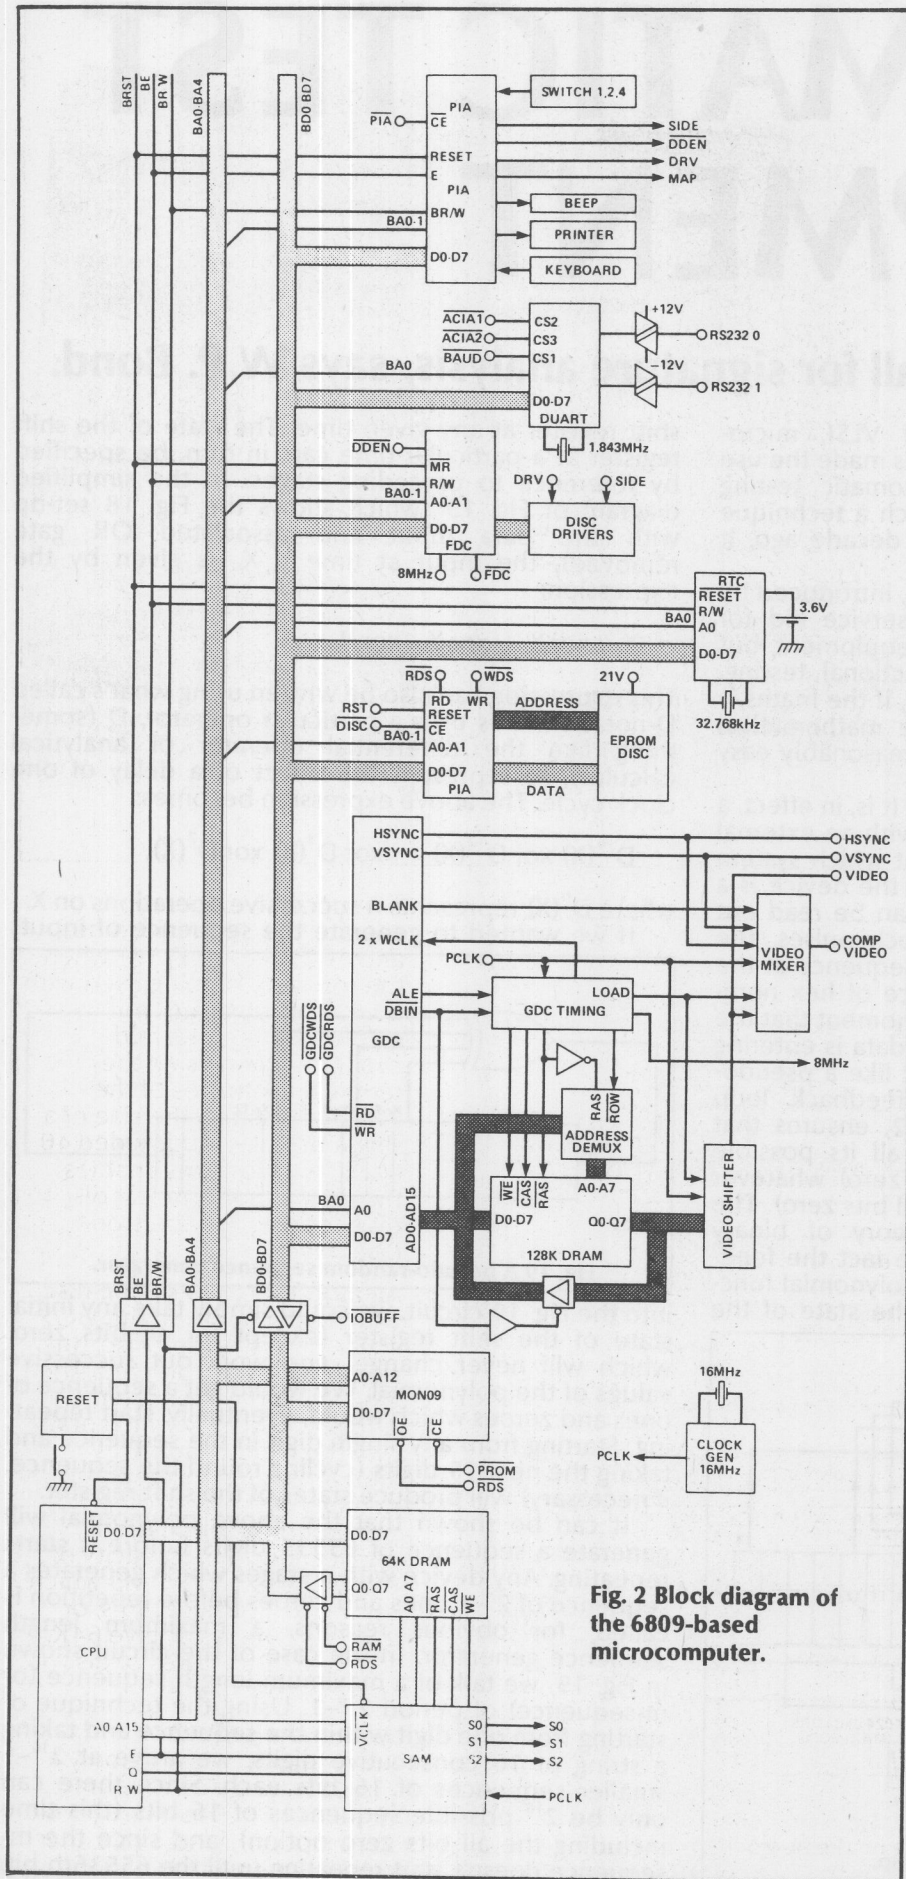 BRST
BE
BR W
BA0-BA4
BD0 BD7
PIA
CE
PIA
RESET
E
PIA
BR/W
BA0-1
D0-D7
SWITCH 1,2,4
SIDE
DDEN
DRV
MAP
BEEP
PRINTER
KEYBOARD
ACIA1
ACIA2
BAUD
BA0
CS2
CS3
CS1
D0-D7
DUART
+12V
-12V
RS232 0
RS232 1
1.843MHz
DDEN
BA0-1
MR
R/W
A0-A1
D0-D7
FDC
8MHz
FDC
DRV
SIDE
DISC
DRIVERS
RTC
RESET
R/W
BA0
A0
D0-D7
3.6V
32.768kHz
RDS
WDS
21V
RST
DISC
BA0-1
RD
WR
RESET
CE
A0-A1
D0-D7
PIA
ADDRESS
DATA
EPROM
DISC
HSYNC
VSYNC
BLANK
2 x WCLK
PCLK
ALE
DBIN
GDC
GDCWDS
GDCRDS
RD
WR
BA0
A0
D0-D7
AD0-AD15
LOAD
GDC TIMING
HSYNC
VSYNC
VIDEO
VIDEO
MIXER
COMP
VIDEO
8MHz
RAS
ROW
ADDRESS
DEMUX
WE
CAS
RAS
A0-A7
D0-D7
Q0-Q7
128K DRAM
VIDEO SHIFTER
BRST
BE
BR/W
BA0-BA4
BD0-BD7
IOBUFF
RESET
A0-A12
MON09
D0-D7
OE
CE
PROM
RDS
16MHz
PCLK
CLOCK
GEN
16MHz
RESET
D0-D7
CPU
A0 A15
E
Q
R W
D0-D7
64K DRAM
Q0 Q7
A0 A7
RAS
CAS
WE
RAM
RDS
VCLK
SAM
S0
S1
S2
S0
S1
S2
PCLK
Fig. 2 Block diagram of
the 6809-based
microcomputer.